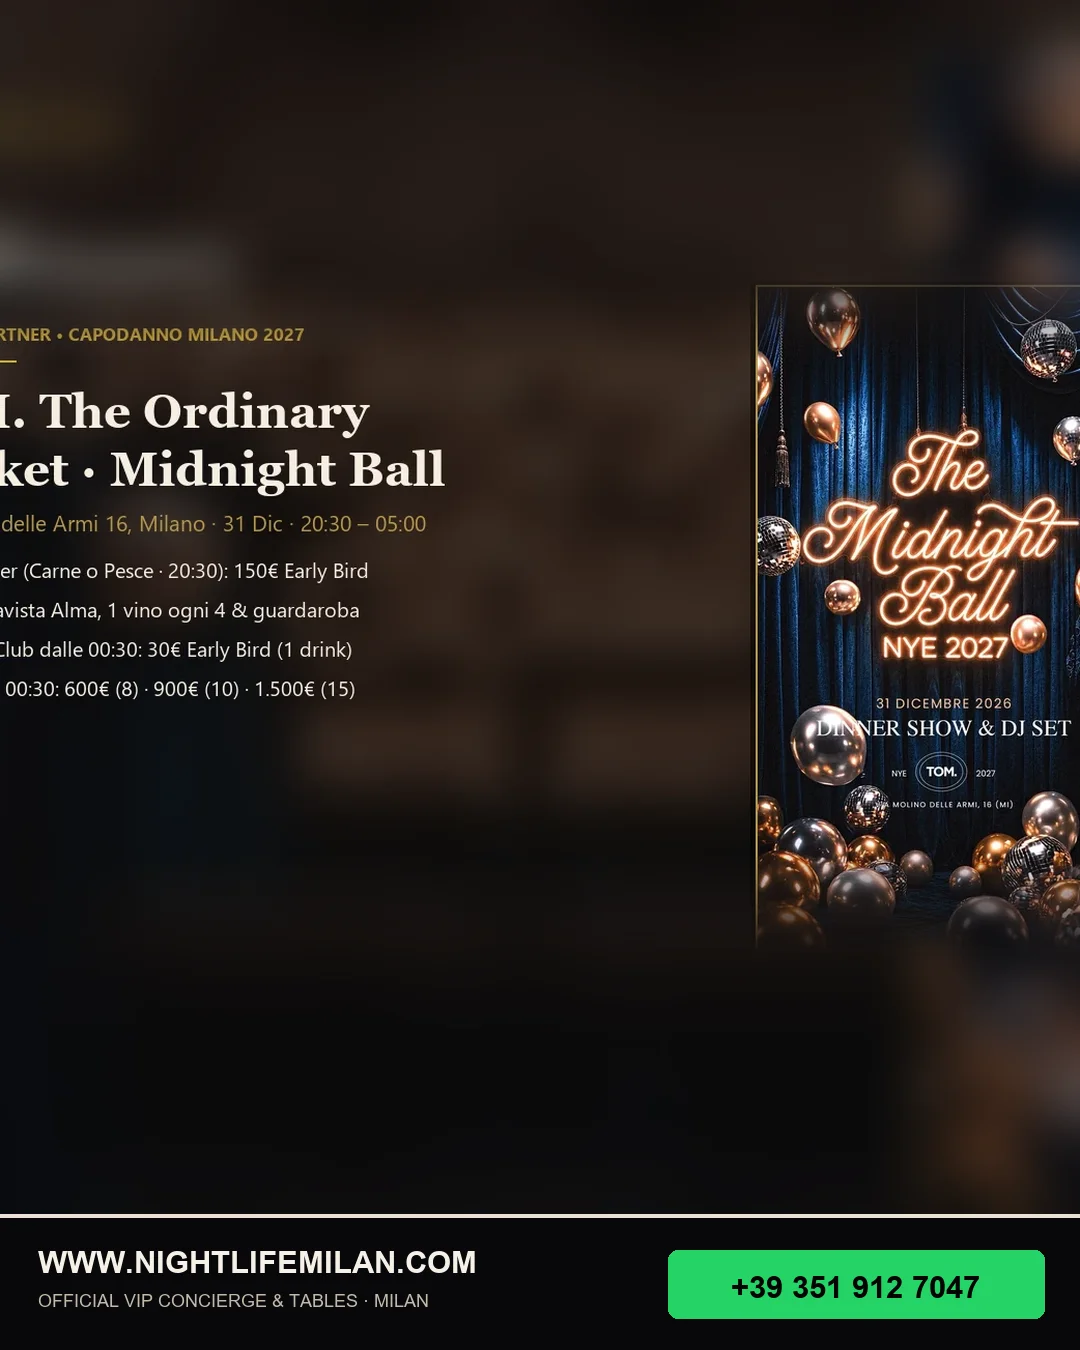 RTNER • CAPODANNO MILANO 2027
. The Ordinary
ket · Midnight Ball
delle Armi 16, Milano · 31 Dic · 20:30 – 05:00
er (Carne o Pesce · 20:30): 150€ Early Bird
avista Alma, 1 vino ogni 4 & guardaroba
Club dalle 00:30: 30€ Early Bird (1 drink)
00:30: 600€ (8) · 900€ (10) · 1.500€ (15)
The
Midnight
Ball
NYE 2027
31 DICEMBRE 2026
DINNER SHOW & DJ SET
NYE TOM. 2027
A MOLINO DELLE ARMI, 16 (MI)
WWW.NIGHTLIFEMILAN.COM
OFFICIAL VIP CONCIERGE & TABLES · MILAN
+39 351 912 7047